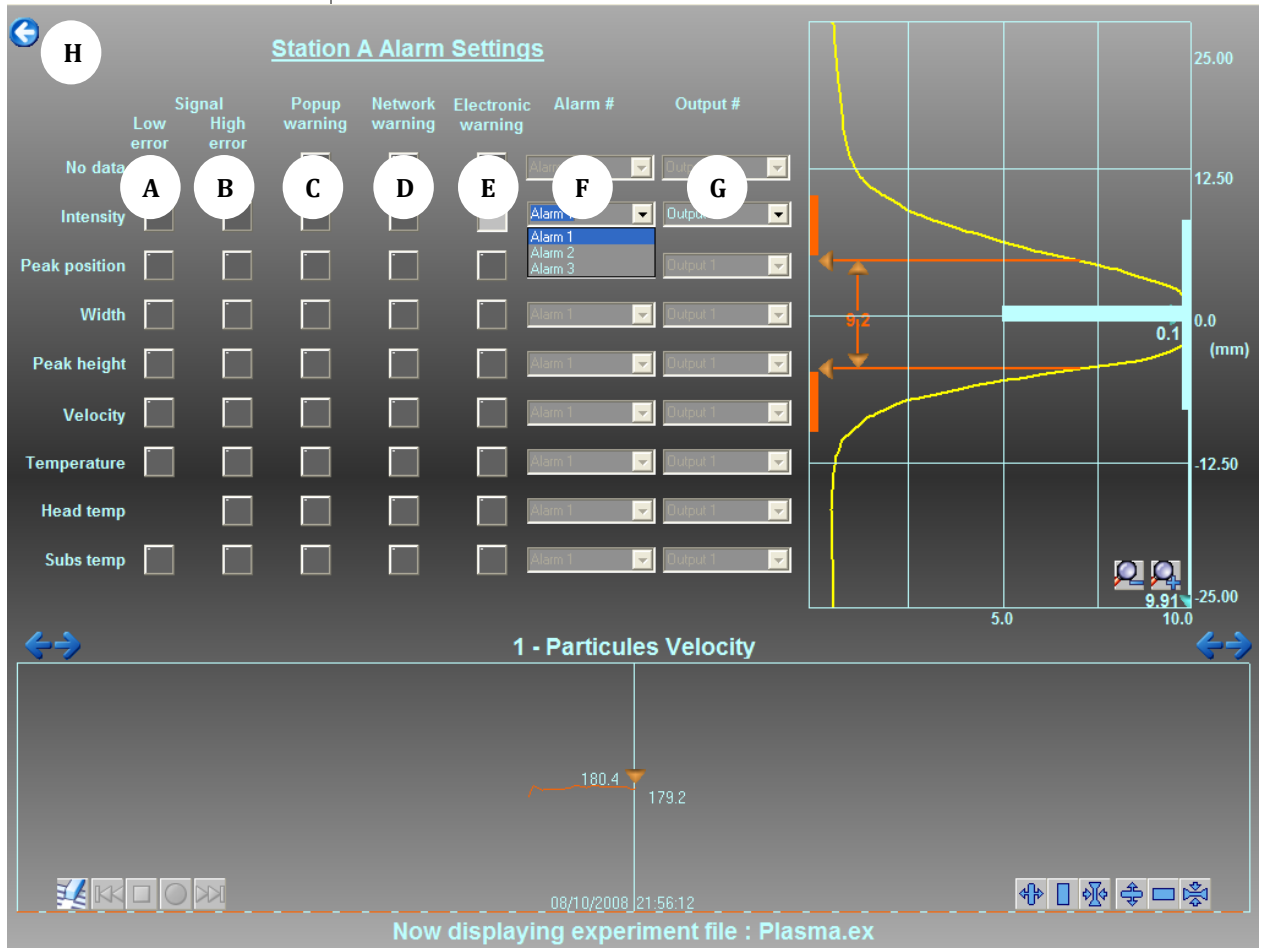 H
Station A Alarm Settings
Signal
Low error
High error
Popup warning
Network warning
Electronic warning
Alarm #
Output #
No data
A
B
C
D
E
F
G
Intensity
Alarm 1
Alarm 2
Alarm 3
Peak position
Output 1
Width
Alarm 1
Output 1
Peak height
Alarm 1
Output 1
Velocity
Alarm 1
Output 1
Temperature
Alarm 1
Output 1
Head temp
Alarm 1
Output 1
Subs temp
Alarm 1
Output 1
25.00
12.50
9.2
0.0
0.1
(mm)
-12.50
9.91
-25.00
5.0
10.0
1 - Particules Velocity
180.4
179.2
08/10/2008 21:56:12
Now displaying experiment file : Plasma.ex